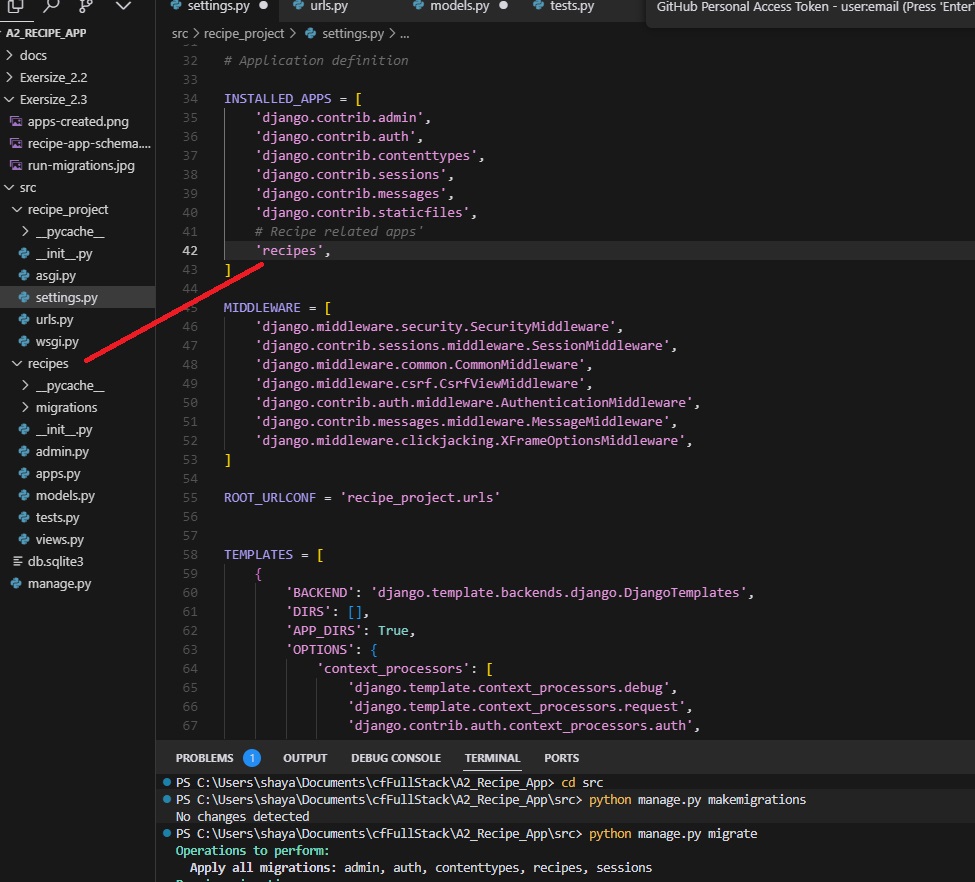 settings.py urls.py models.py tests.py GitHub Personal Access Token - user:email (Press 'Enter'
A2_RECIPE_APP
docs
Exersize_2.2
Exersize_2.3
apps-created.png
recipe-app-schema....
run-migrations.jpg
src
recipe_project
__pycache__
__init__.py
asgi.py
settings.py
urls.py
wsgi.py
recipes
__pycache__
migrations
__init__.py
admin.py
apps.py
models.py
tests.py
views.py
db.sqlite3
manage.py
src > recipe_project > settings.py > ...
32 # Application definition
33
34 INSTALLED_APPS = [
35 'django.contrib.admin',
36 'django.contrib.auth',
37 'django.contrib.contenttypes',
38 'django.contrib.sessions',
39 'django.contrib.messages',
40 'django.contrib.staticfiles',
41 # Recipe related apps'
42 'recipes',
43 ]
44
45 MIDDLEWARE = [
46 'django.middleware.security.SecurityMiddleware',
47 'django.contrib.sessions.middleware.SessionMiddleware',
48 'django.middleware.common.CommonMiddleware',
49 'django.middleware.csrf.CsrfViewMiddleware',
50 'django.contrib.auth.middleware.AuthenticationMiddleware',
51 'django.contrib.messages.middleware.MessageMiddleware',
52 'django.middleware.clickjacking.XFrameOptionsMiddleware',
53 ]
54
55 ROOT_URLCONF = 'recipe_project.urls'
56
57
58 TEMPLATES = [
59 {
60 'BACKEND': 'django.template.backends.django.DjangoTemplates',
61 'DIRS': [],
62 'APP_DIRS': True,
63 'OPTIONS': {
64 'context_processors': [
65 'django.template.context_processors.debug',
66 'django.template.context_processors.request',
67 'django.contrib.auth.context_processors.auth',
PROBLEMS 1 OUTPUT DEBUG CONSOLE TERMINAL PORTS
PS C:\Users\shaya\Documents\cfFullStack\A2_Recipe_App> cd src
PS C:\Users\shaya\Documents\cfFullStack\A2_Recipe_App\src> python manage.py makemigrations
No changes detected
PS C:\Users\shaya\Documents\cfFullStack\A2_Recipe_App\src> python manage.py migrate
Operations to perform:
Apply all migrations: admin, auth, contenttypes, recipes, sessions